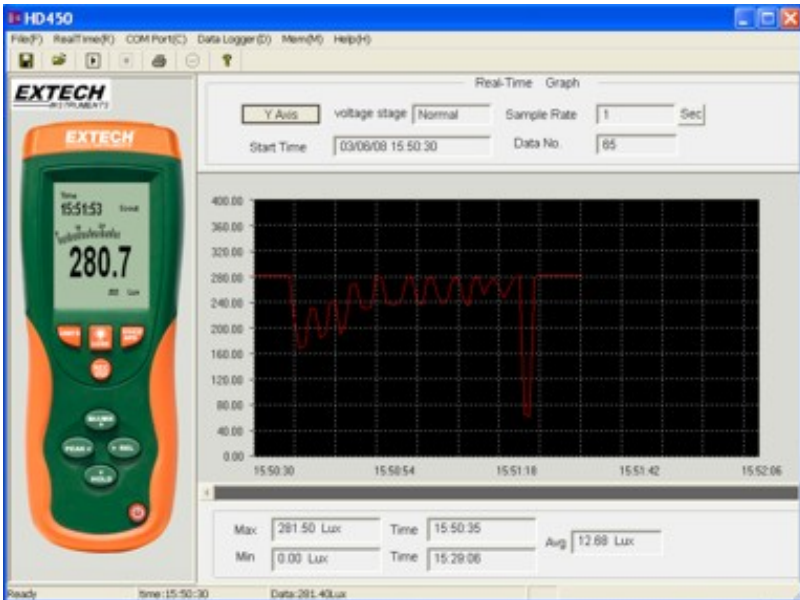 HD450
File(F) RealTime(R) COM Port(C) Data Logger(D) Mem(M) Help(H)
EXTECH
INSTRUMENTS
EXTECH
Time
15:51:53
280.7
Lux
UNITS
PEAK
REL
HOLD
Real-Time Graph
Y Axis voltage stage Normal Sample Rate 1 Sec
Start Time 03/06/08 15:50:30 Data No. 65
400.00
360.00
320.00
280.00
240.00
200.00
160.00
120.00
80.00
40.00
0.00
15:50:30 15:50:54 15:51:18 15:51:42 15:52:06
Max 281.50 Lux Time 15:50:35
Min 0.00 Lux Time 15:29:06
Avg 12.68 Lux
Ready time:15:50:30 Data:281.40Lux